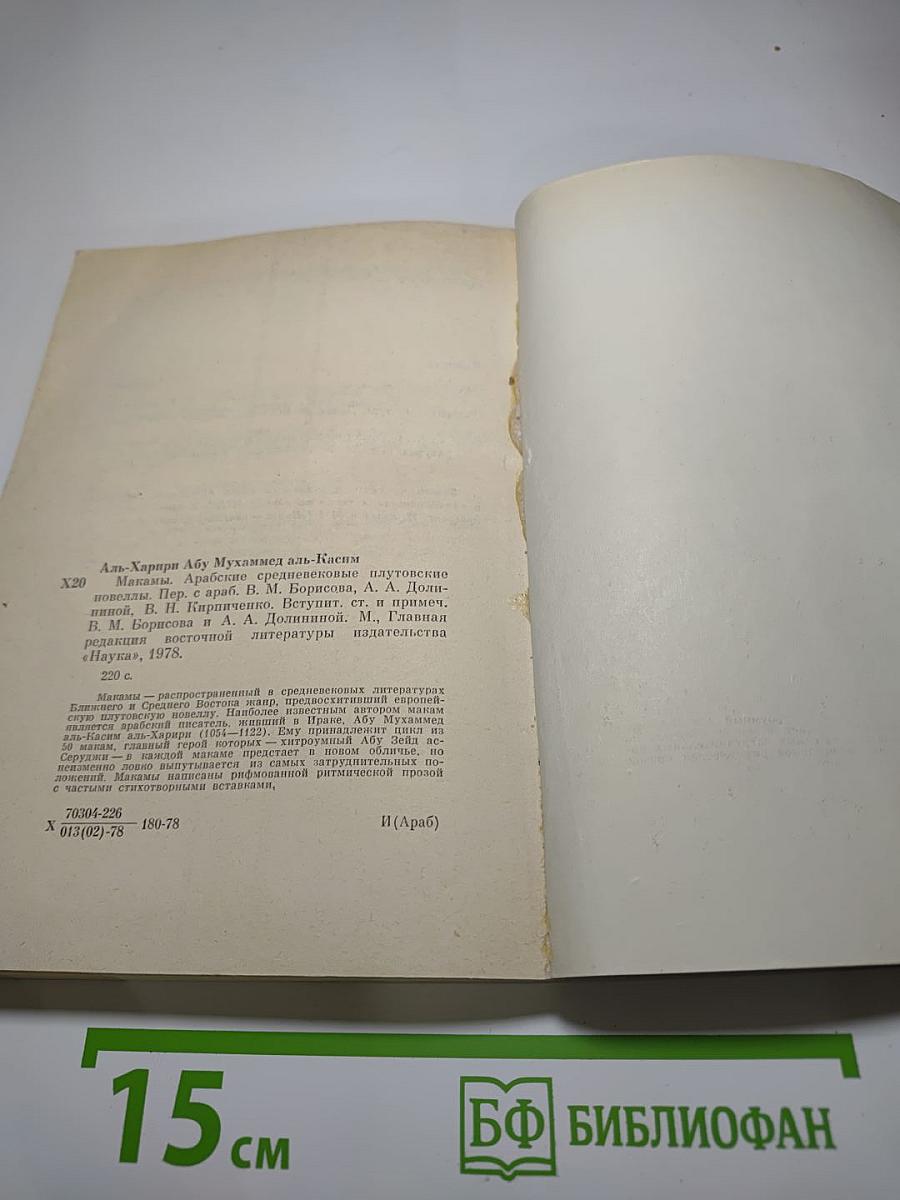 Аль-Харири Абу Мухаммед аль-Касим
Х20 Макамы. Арабские средневековые плутовские
новеллы. Пер. с араб. В. М. Борисова, А. А. Доли-
ниной, В. Н. Кирпиченко. Вступит. ст. и примеч.
В. М. Борисова и А. А. Долининой. М., Главная
редакция восточной литературы издательства
«Наука», 1978.
220 с.
Макамы — распространенный в средневековых литературах
Ближнего и Среднего Востока жанр, предвосхитивший европей-
скую плутовскую новеллу. Наиболее известным автором макам
является арабский писатель, живший в Ираке, Абу Мухаммед
аль-Касим аль-Харири (1054—1122). Ему принадлежит цикл из
50 макам, главный герой которых — хитроумный Абу Зейд ас-
Серуджи — в каждой макаме предстает в новом обличье, но
неизменно ловко выпутывается из самых затруднительных по-
ложений. Макамы написаны рифмованной ритмической прозой
с частыми стихотворными вставками,
70304-226
Х 180-78 И(Араб)
013(02)-78
15 см
БФ БИБЛИОФАН